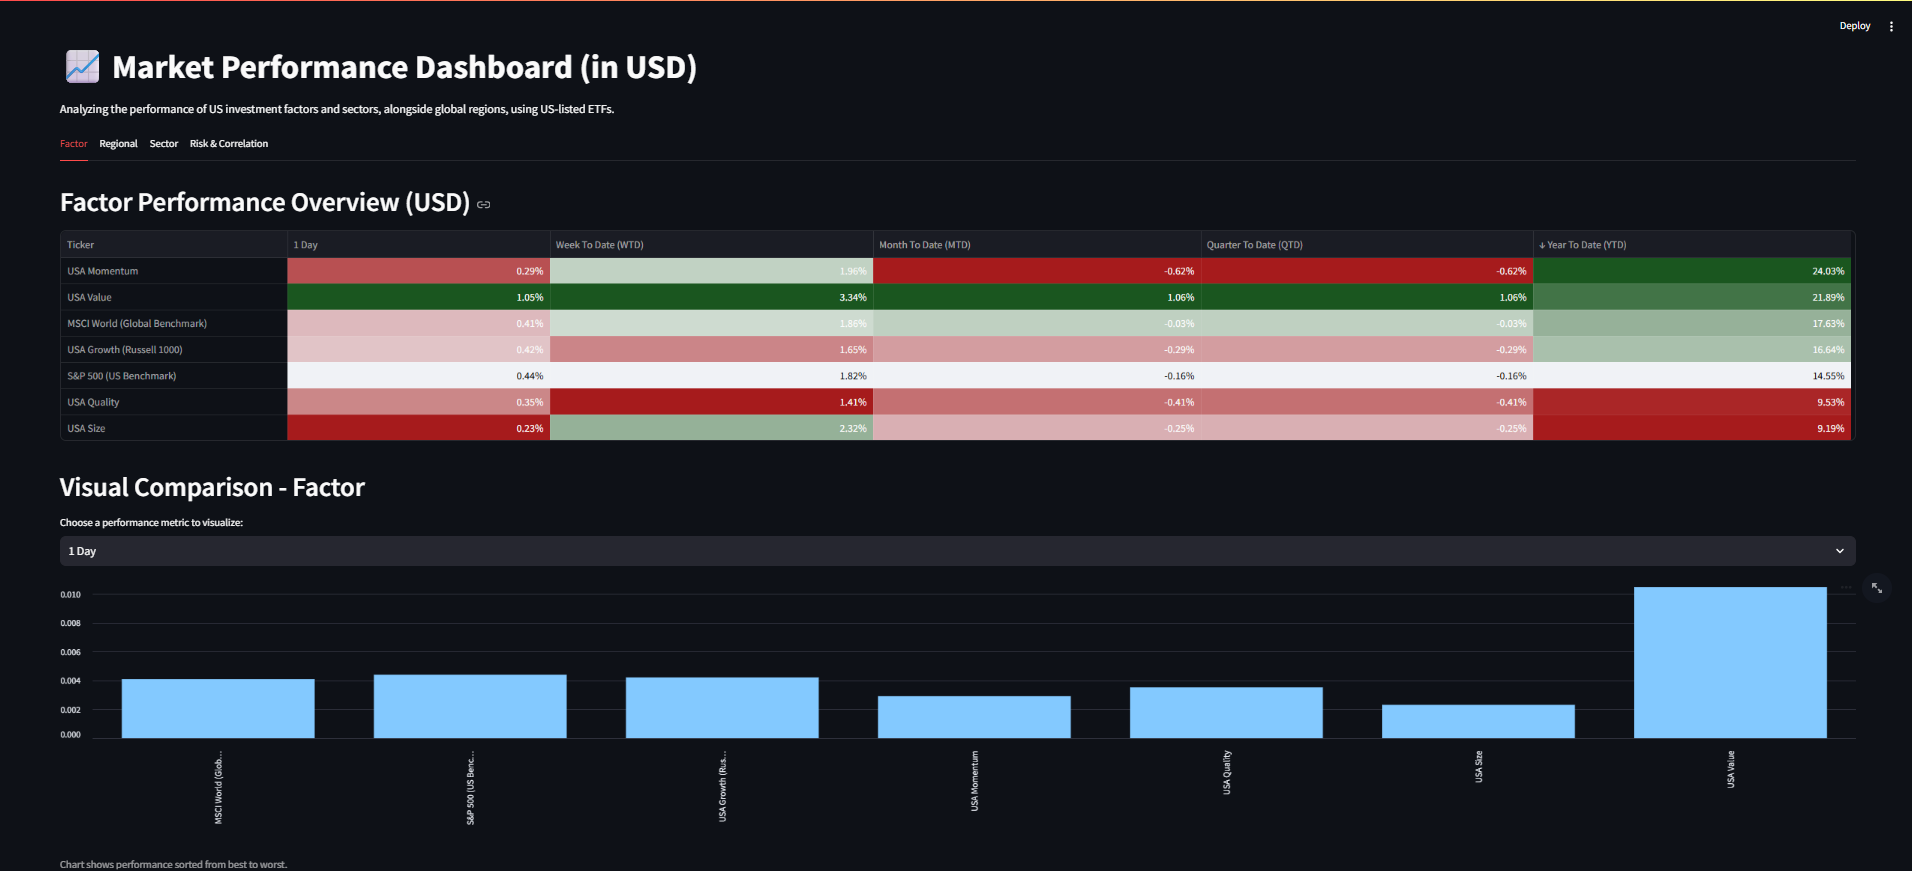 Deploy
Market Performance Dashboard (in USD)
Analyzing the performance of US investment factors and sectors, alongside global regions, using US-listed ETFs.
Factor Regional Sector Risk & Correlation
Factor Performance Overview (USD)
Ticker 1 Day Week To Date (WTD) Month To Date (MTD) Quarter To Date (QTD) ↓ Year To Date (YTD)
USA Momentum 0.29% 1.96% -0.62% -0.62% 24.03%
USA Value 1.05% 3.34% 1.06% 1.06% 21.89%
MSCI World (Global Benchmark) 0.41% 1.86% -0.03% -0.03% 17.63%
USA Growth (Russell 1000) 0.42% 1.65% -0.29% -0.29% 16.64%
S&P 500 (US Benchmark) 0.44% 1.82% -0.16% -0.16% 14.55%
USA Quality 0.35% 1.41% -0.41% -0.41% 9.53%
USA Size 0.23% 2.32% -0.25% -0.25% 9.19%
Visual Comparison - Factor
Choose a performance metric to visualize:
1 Day
0.010
0.008
0.006
0.004
0.002
0.000
MSCI World (Glob…
S&P 500 (US Benc…
USA Growth (Rus…
USA Momentum
USA Quality
USA Size
USA Value
Chart shows performance sorted from best to worst.